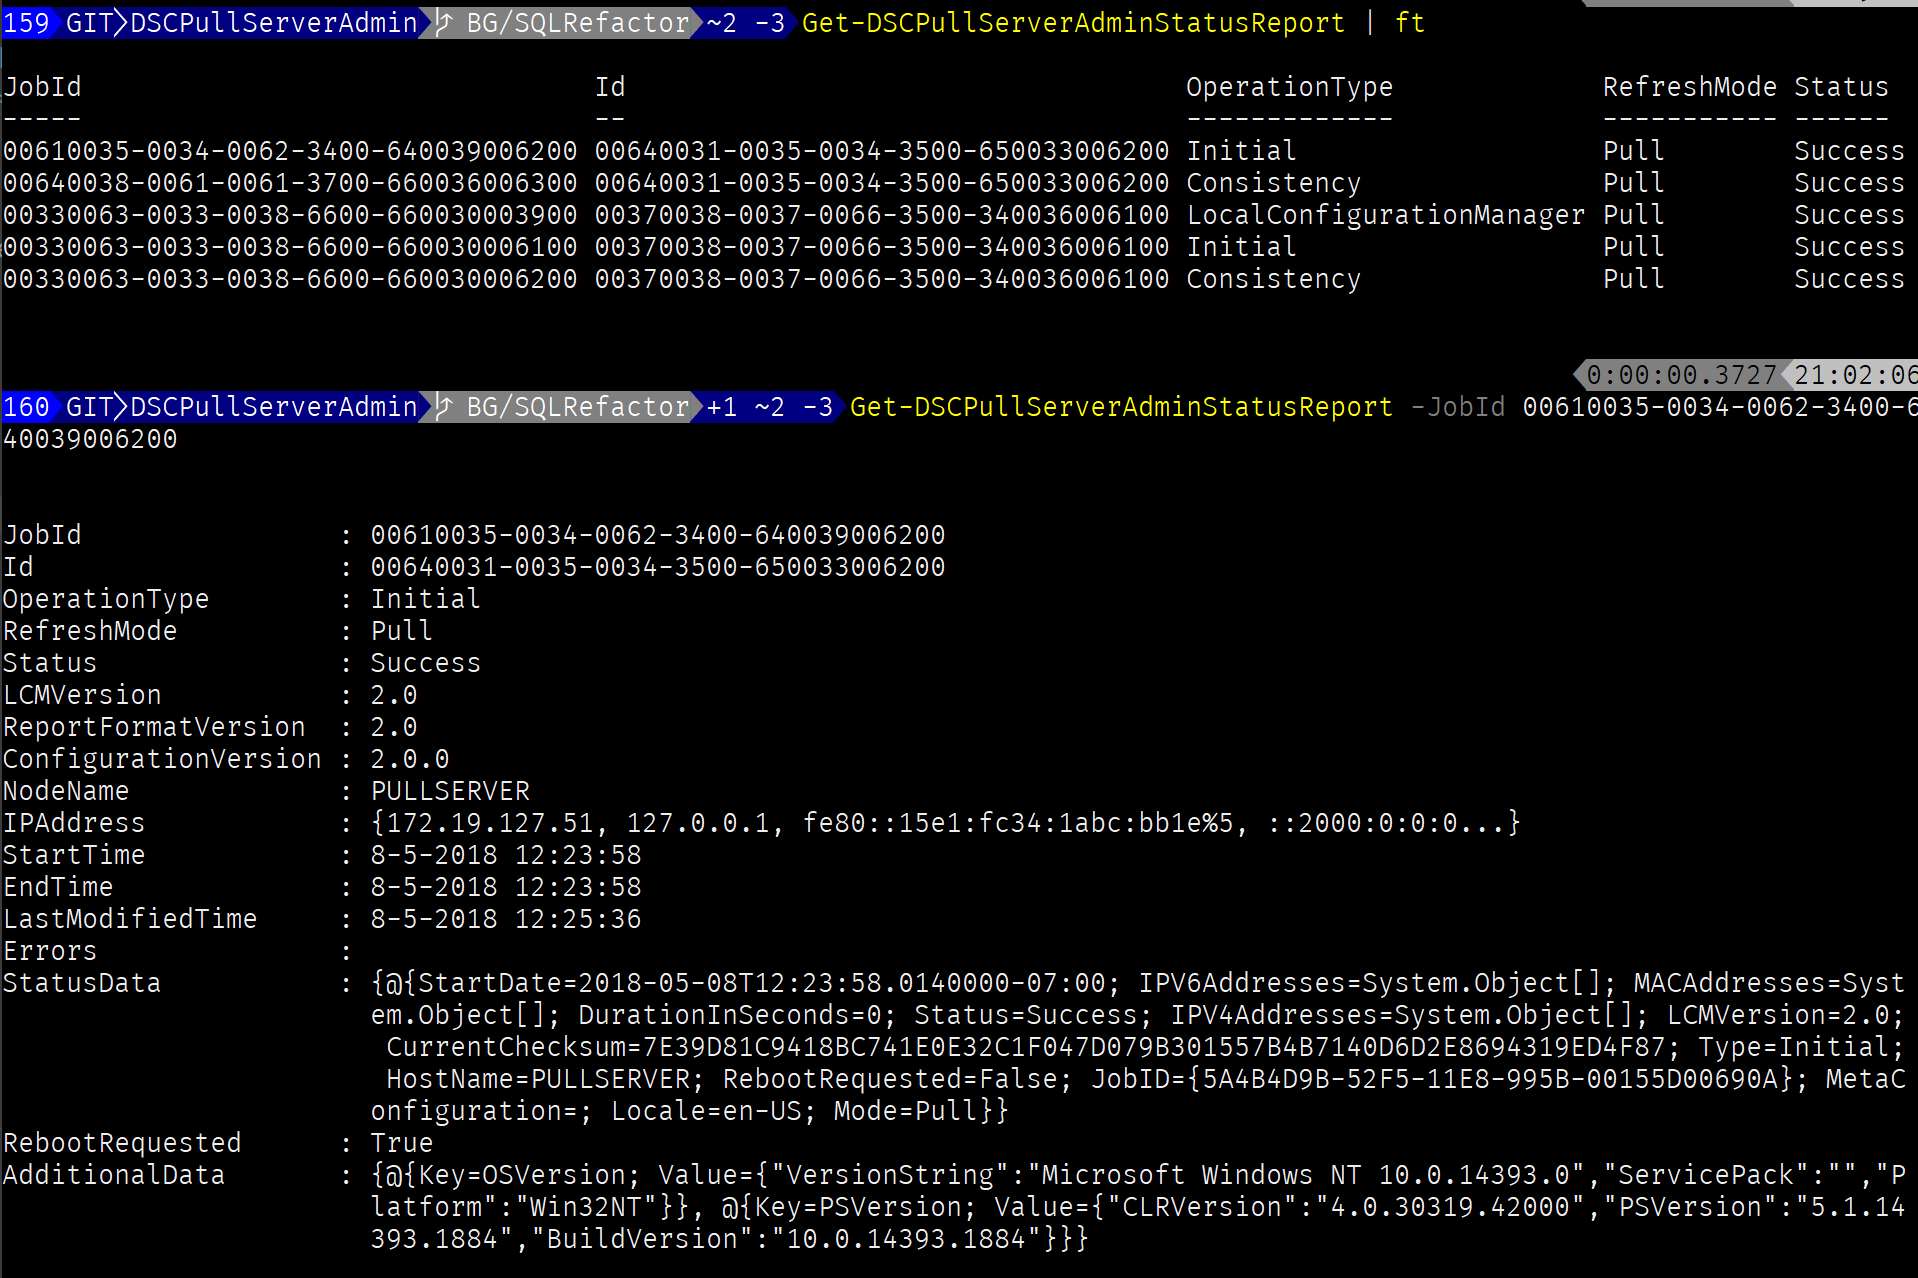 159 GIT DSCPullServerAdmin BG/SQLRefactor ~2 -3 Get-DSCPullServerAdminStatusReport | ft
JobId Id OperationType RefreshMode Status
----- -- ------------- ----------- ------
00610035-0034-0062-3400-640039006200 00640031-0035-0034-3500-650033006200 Initial Pull Success
00640038-0061-0061-3700-660036006300 00640031-0035-0034-3500-650033006200 Consistency Pull Success
00330063-0033-0038-6600-660030003900 00370038-0037-0066-3500-340036006100 LocalConfigurationManager Pull Success
00330063-0033-0038-6600-660030006100 00370038-0037-0066-3500-340036006100 Initial Pull Success
00330063-0033-0038-6600-660030006200 00370038-0037-0066-3500-340036006100 Consistency Pull Success
0:00:00.3727 21:02:06
160 GIT DSCPullServerAdmin BG/SQLRefactor +1 ~2 -3 Get-DSCPullServerAdminStatusReport -JobId 00610035-0034-0062-3400-6
40039006200
JobId : 00610035-0034-0062-3400-640039006200
Id : 00640031-0035-0034-3500-650033006200
OperationType : Initial
RefreshMode : Pull
Status : Success
LCMVersion : 2.0
ReportFormatVersion : 2.0
ConfigurationVersion : 2.0.0
NodeName : PULLSERVER
IPAddress : {172.19.127.51, 127.0.0.1, fe80::15e1:fc34:1abc:bb1e%5, ::2000:0:0:0...}
StartTime : 8-5-2018 12:23:58
EndTime : 8-5-2018 12:23:58
LastModifiedTime : 8-5-2018 12:25:36
Errors :
StatusData : {@{StartDate=2018-05-08T12:23:58.0140000-07:00; IPV6Addresses=System.Object[]; MACAddresses=Syst
em.Object[]; DurationInSeconds=0; Status=Success; IPV4Addresses=System.Object[]; LCMVersion=2.0;
CurrentChecksum=7E39D81C9418BC741E0E32C1F047D079B301557B4B7140D6D2E8694319ED4F87; Type=Initial;
HostName=PULLSERVER; RebootRequested=False; JobID={5A4B4D9B-52F5-11E8-995B-00155D00690A}; MetaC
onfiguration=; Locale=en-US; Mode=Pull}}
RebootRequested : True
AdditionalData : {@{Key=OSVersion; Value={"VersionString":"Microsoft Windows NT 10.0.14393.0","ServicePack":"","P
latform":"Win32NT"}}, @{Key=PSVersion; Value={"CLRVersion":"4.0.30319.42000","PSVersion":"5.1.14
393.1884","BuildVersion":"10.0.14393.1884"}}}